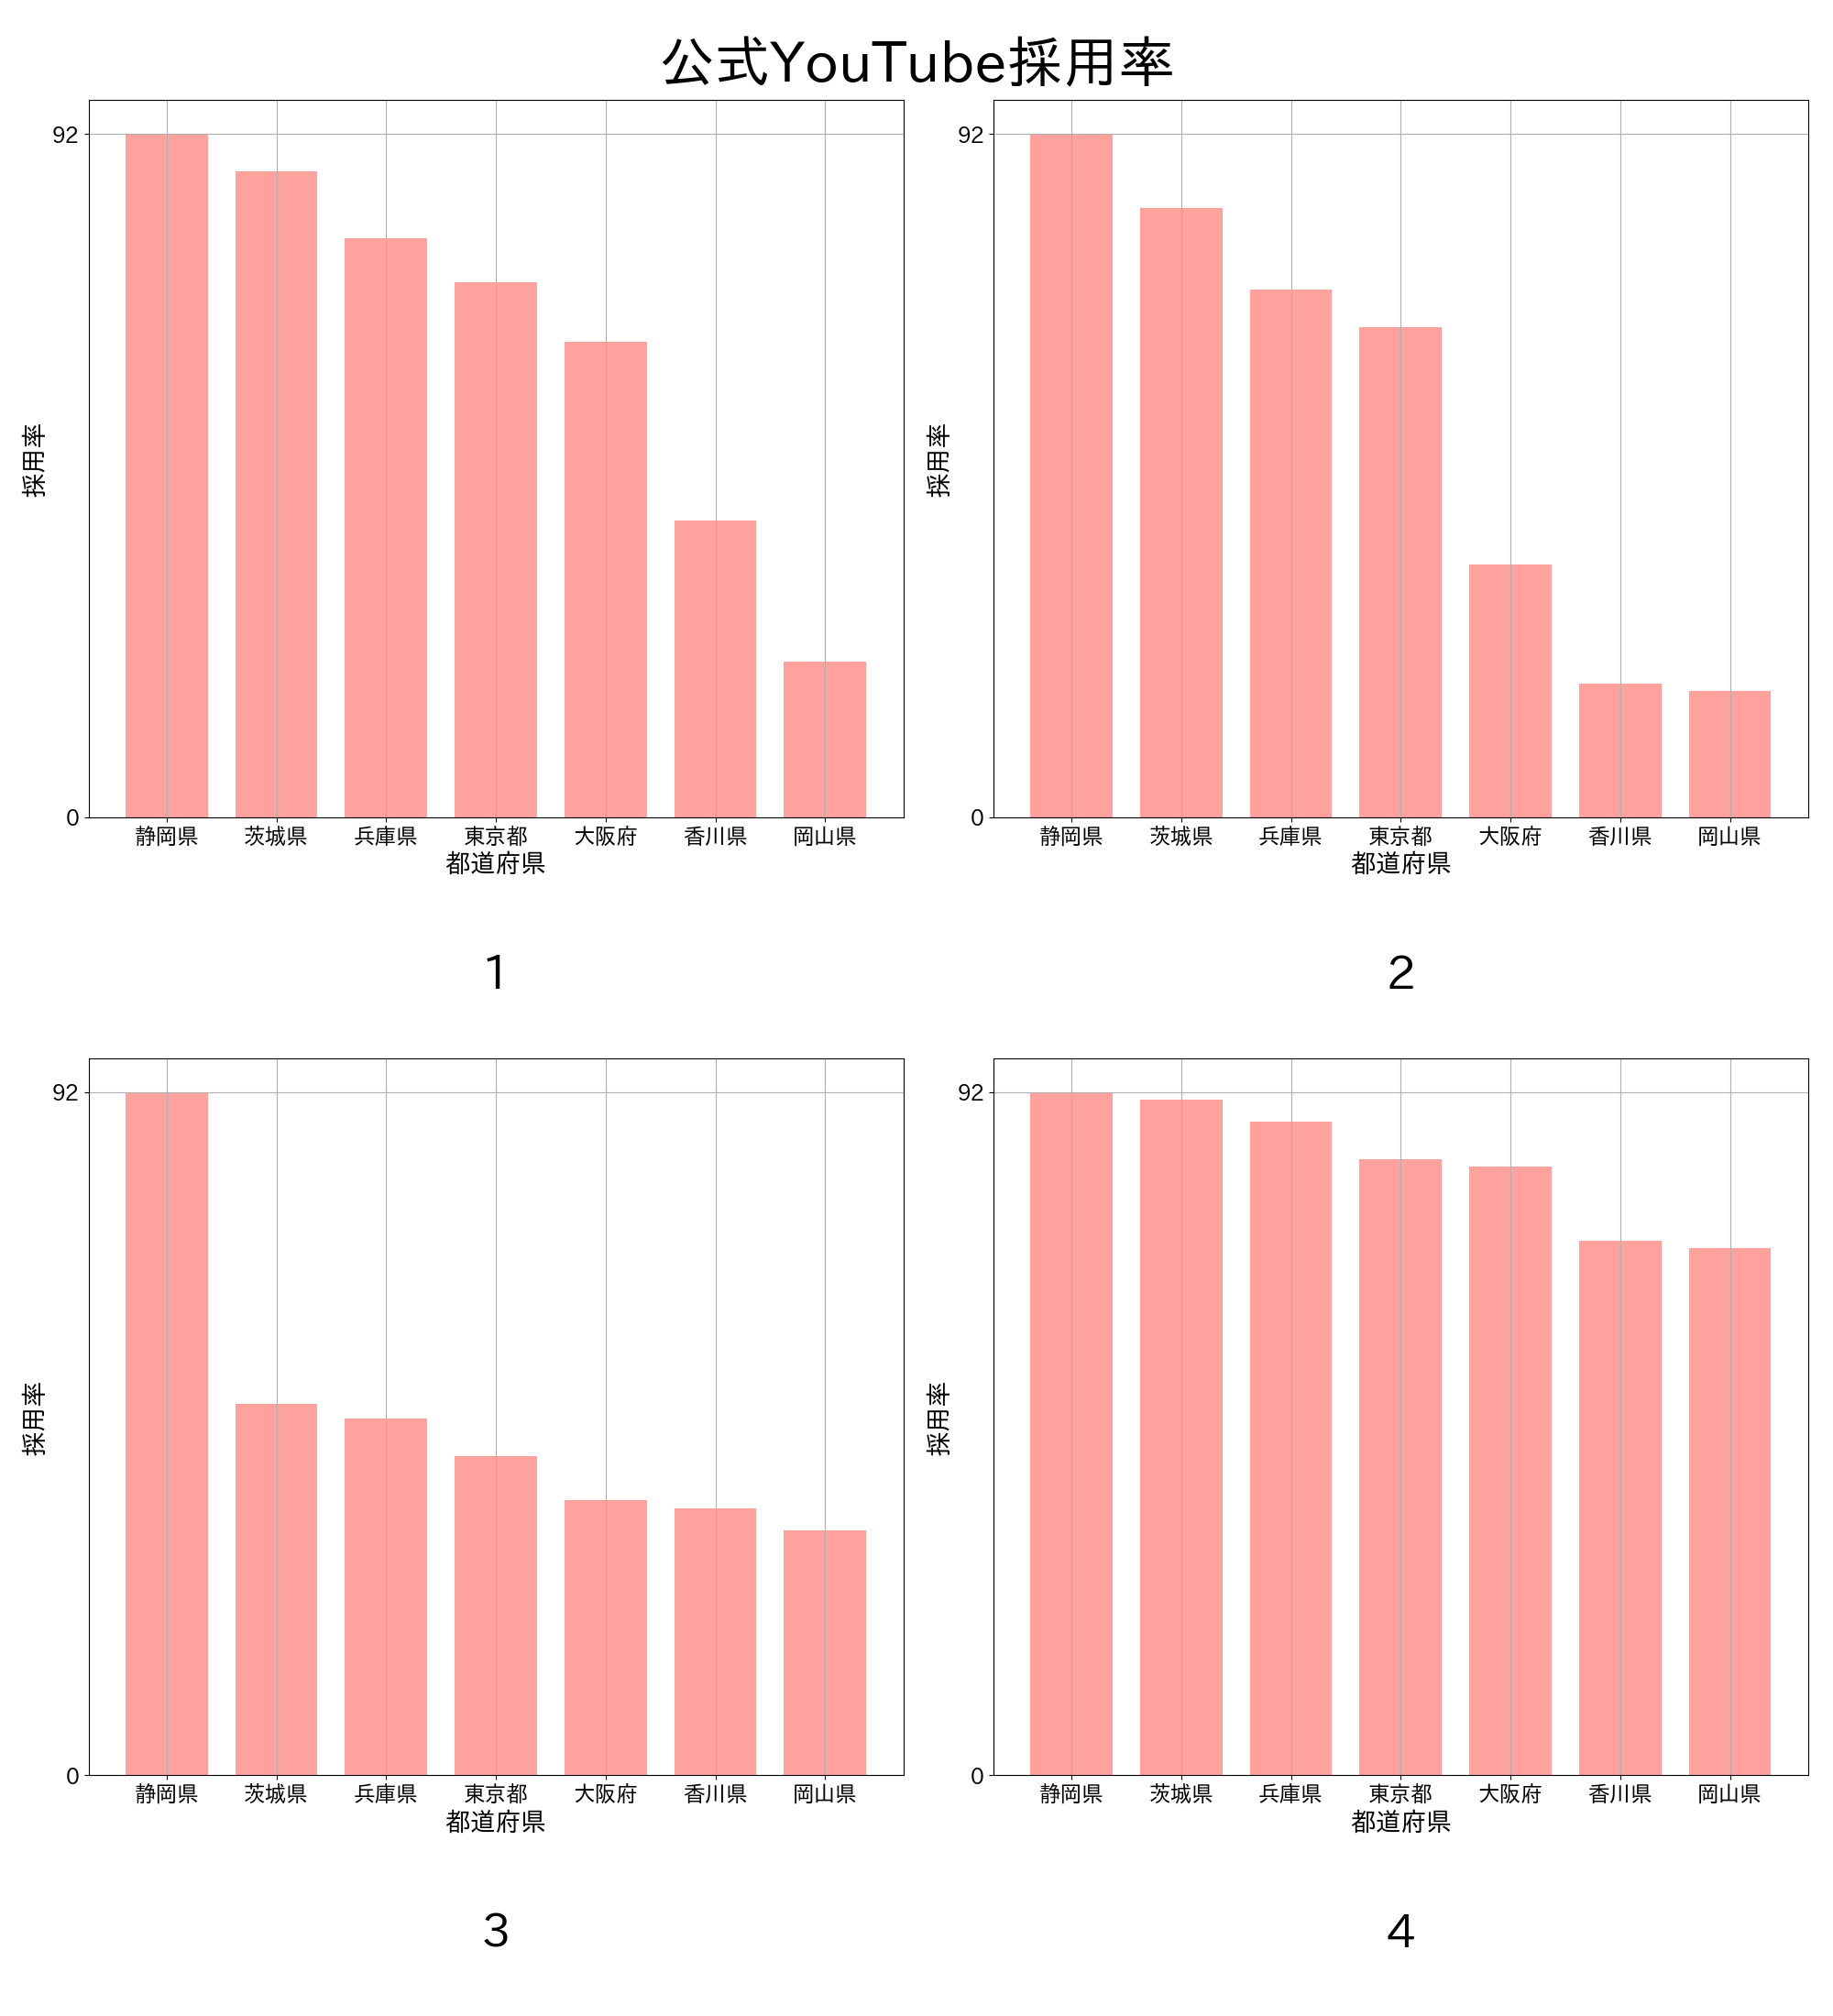 公式YouTube採用率
92
採用率
0
静岡県 茨城県 兵庫県 東京都 大阪府 香川県 岡山県
都道府県
1
92
採用率
0
静岡県 茨城県 兵庫県 東京都 大阪府 香川県 岡山県
都道府県
2
92
採用率
0
静岡県 茨城県 兵庫県 東京都 大阪府 香川県 岡山県
都道府県
3
92
採用率
0
静岡県 茨城県 兵庫県 東京都 大阪府 香川県 岡山県
都道府県
4